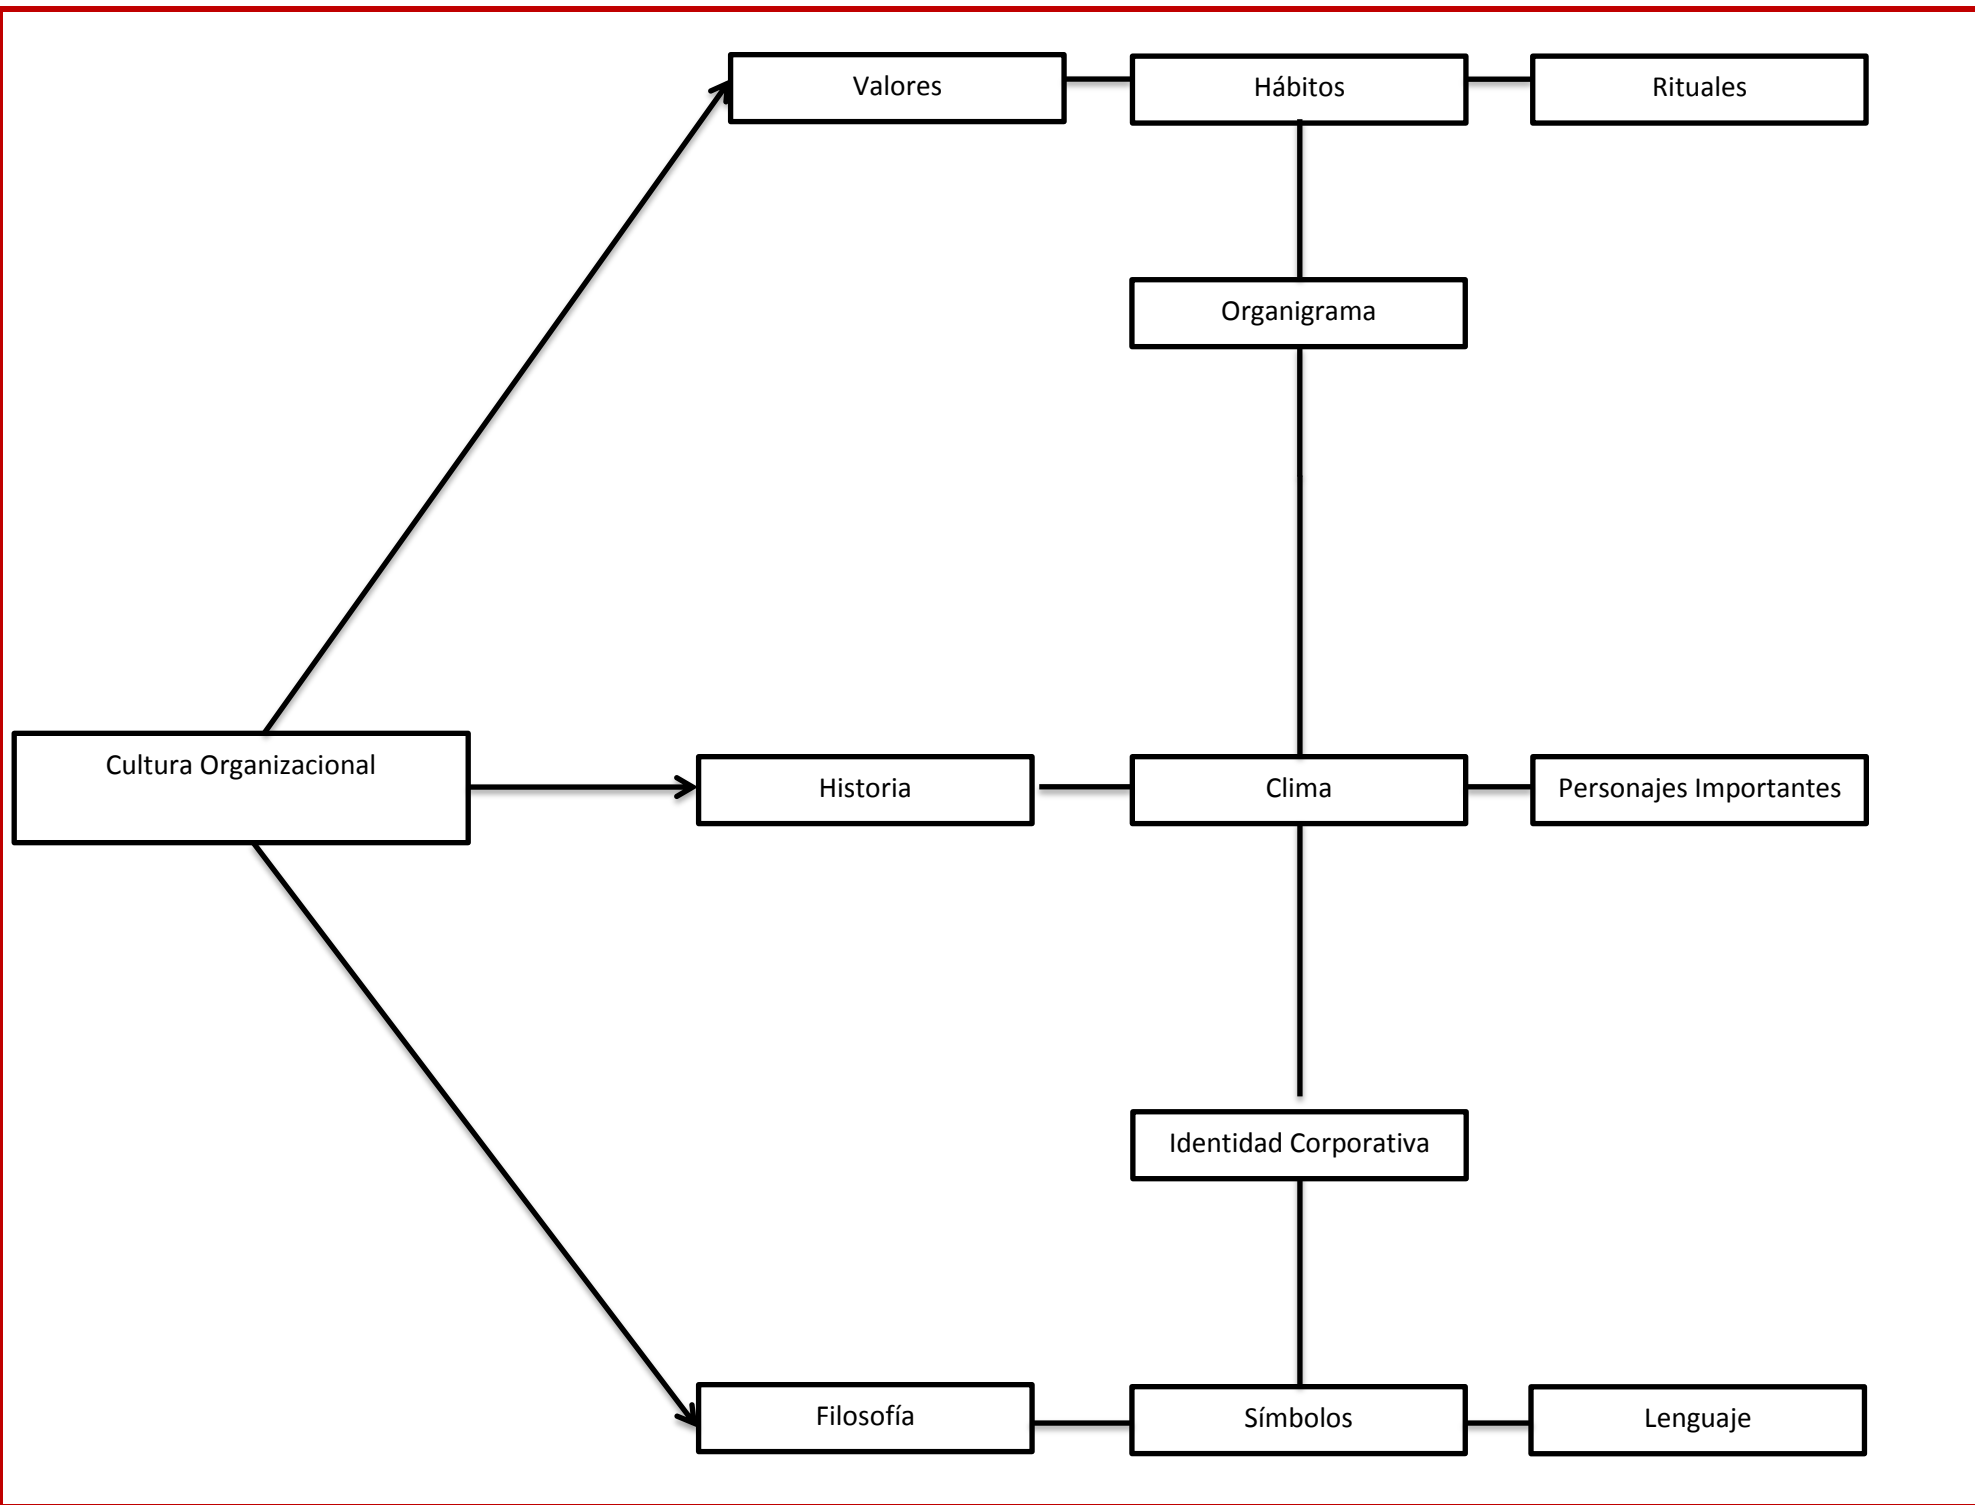 Valores
Hábitos
Rituales
Organigrama
Cultura Organizacional
Historia
Clima
Personajes Importantes
Identidad Corporativa
Filosofía
Símbolos
Lenguaje